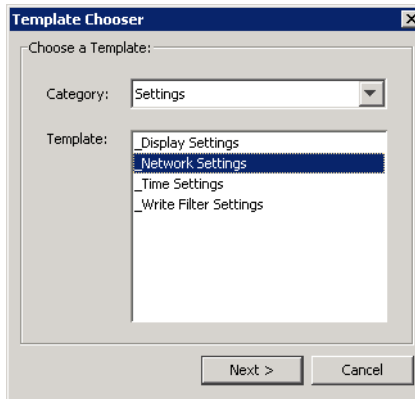 Template Chooser
Choose a Template:
Category: Settings
Template: _Display Settings
_Network Settings
_Time Settings
_Write Filter Settings
Next > Cancel